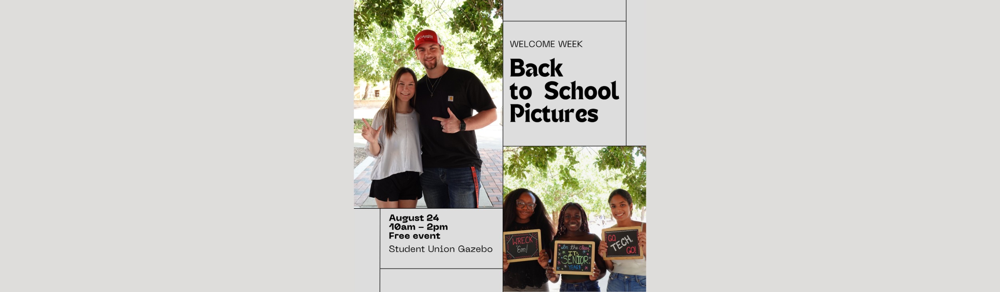 Columbia
WELCOME WEEK
Back
to School
Pictures
August 24
10am – 2pm
Free event
Student Union Gazebo
WRECK
'Em!
In the clear
IT'S
SENIOR
YEAR!
GO,
TECH,
GO!